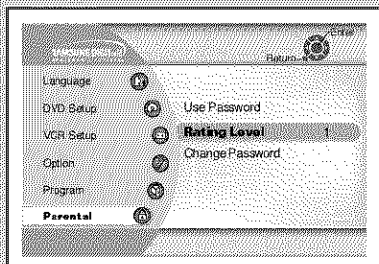 Enter
Return
Language
DVD Setup
Use Password
VCR Setup
Rating Level 1
Option
Change Password
Program
Parental